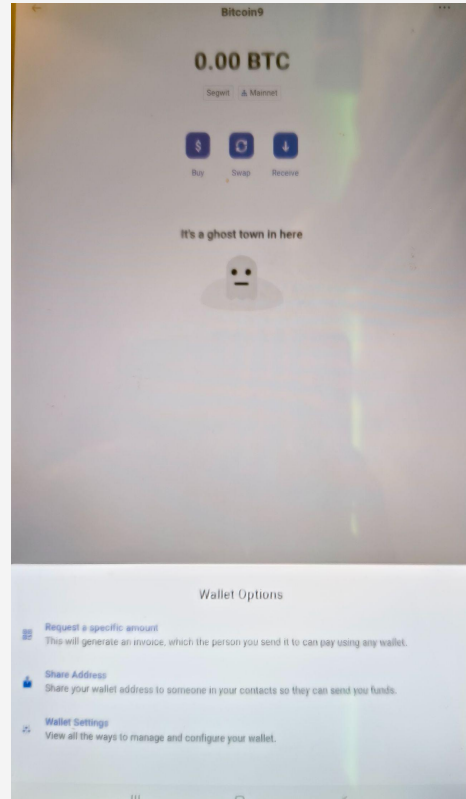 Bitcoin9
0.00 BTC
Segwit Mainnet
Buy Swap Receive
It's a ghost town in here
Wallet Options
Request a specific amount
This will generate an invoice, which the person you send it to can pay using any wallet.
Share Address
Share your wallet address to someone in your contacts so they can send you funds.
Wallet Settings
View all the ways to manage and configure your wallet.